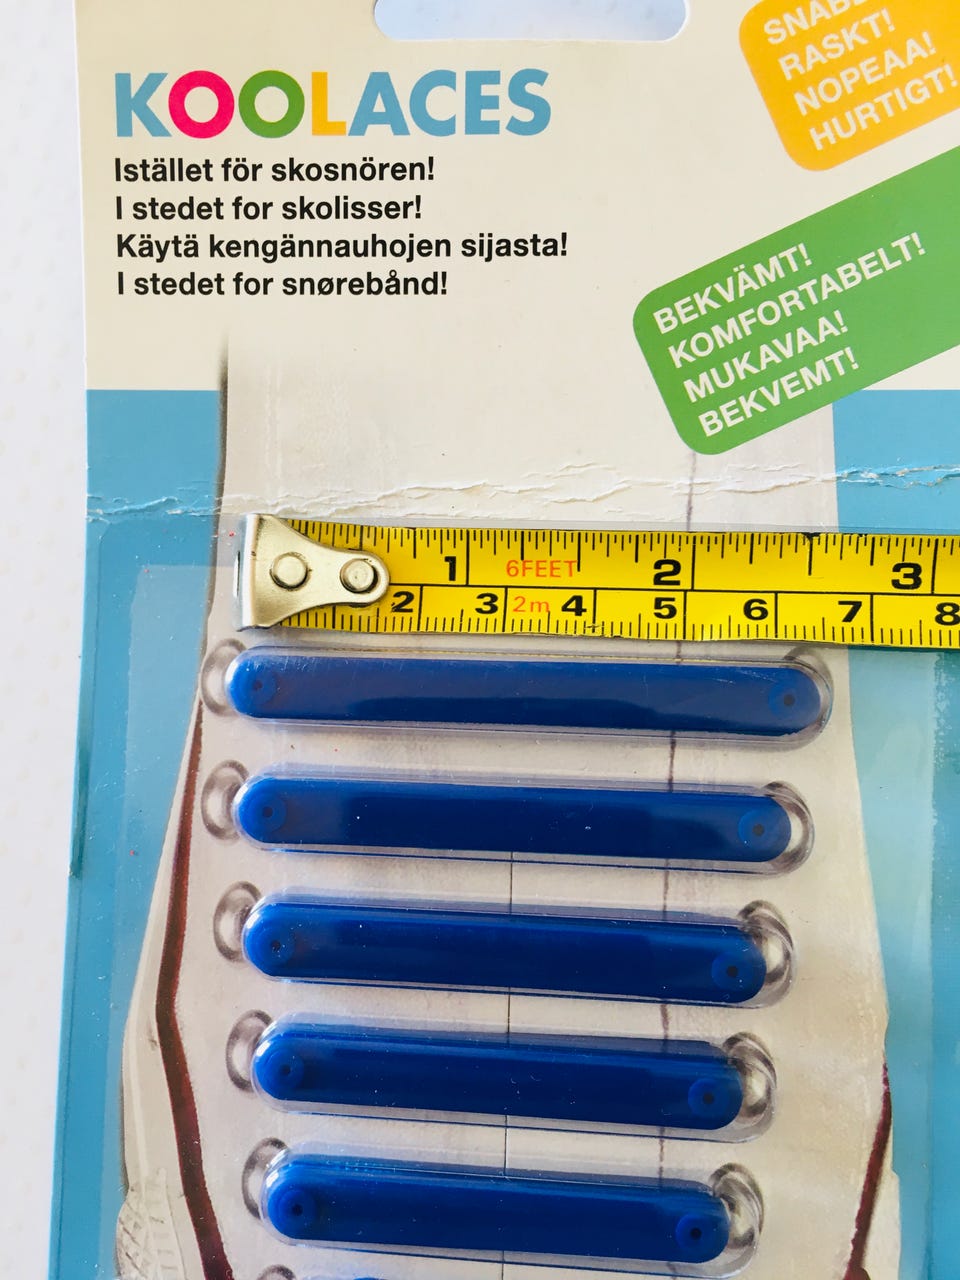 KOOLACES
Istället för skosnören!
I stedet for skolisser!
Käytä kengännauhojen sijasta!
I stedet for snørebånd!
RASKT!
NOPEAA!
HURTIGT!
BEKVÄMT!
KOMFORTABELT!
MUKAVAA!
BEKVEMT!
1 6FEET 2 3
2 3 2m 4 5 6 7 8